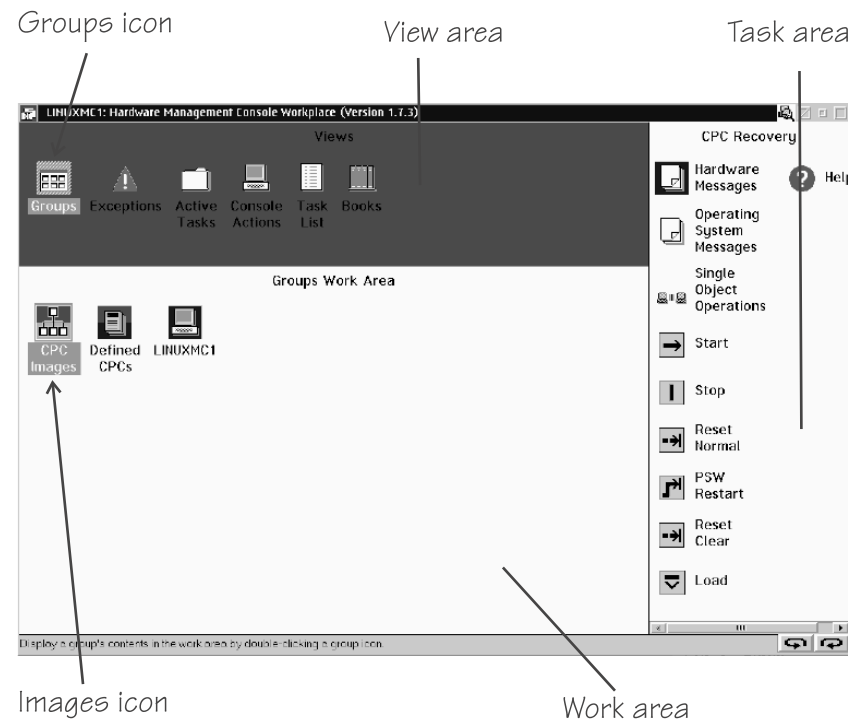 Groups icon
View area
Task area
LINUXMC1: Hardware Management Console Workplace (Version 1.7.3)
Views
Groups
Exceptions
Active
Tasks
Console
Actions
Task
List
Books
Groups Work Area
CPC
Images
Defined
CPCs
LINUXMC1
CPC Recovery
Hardware
Messages
Help
Operating
System
Messages
Single
Object
Operations
Start
Stop
Reset
Normal
PSW
Restart
Reset
Clear
Load
Display a group's contents in the work area by double-clicking a group icon.
Images icon
Work area